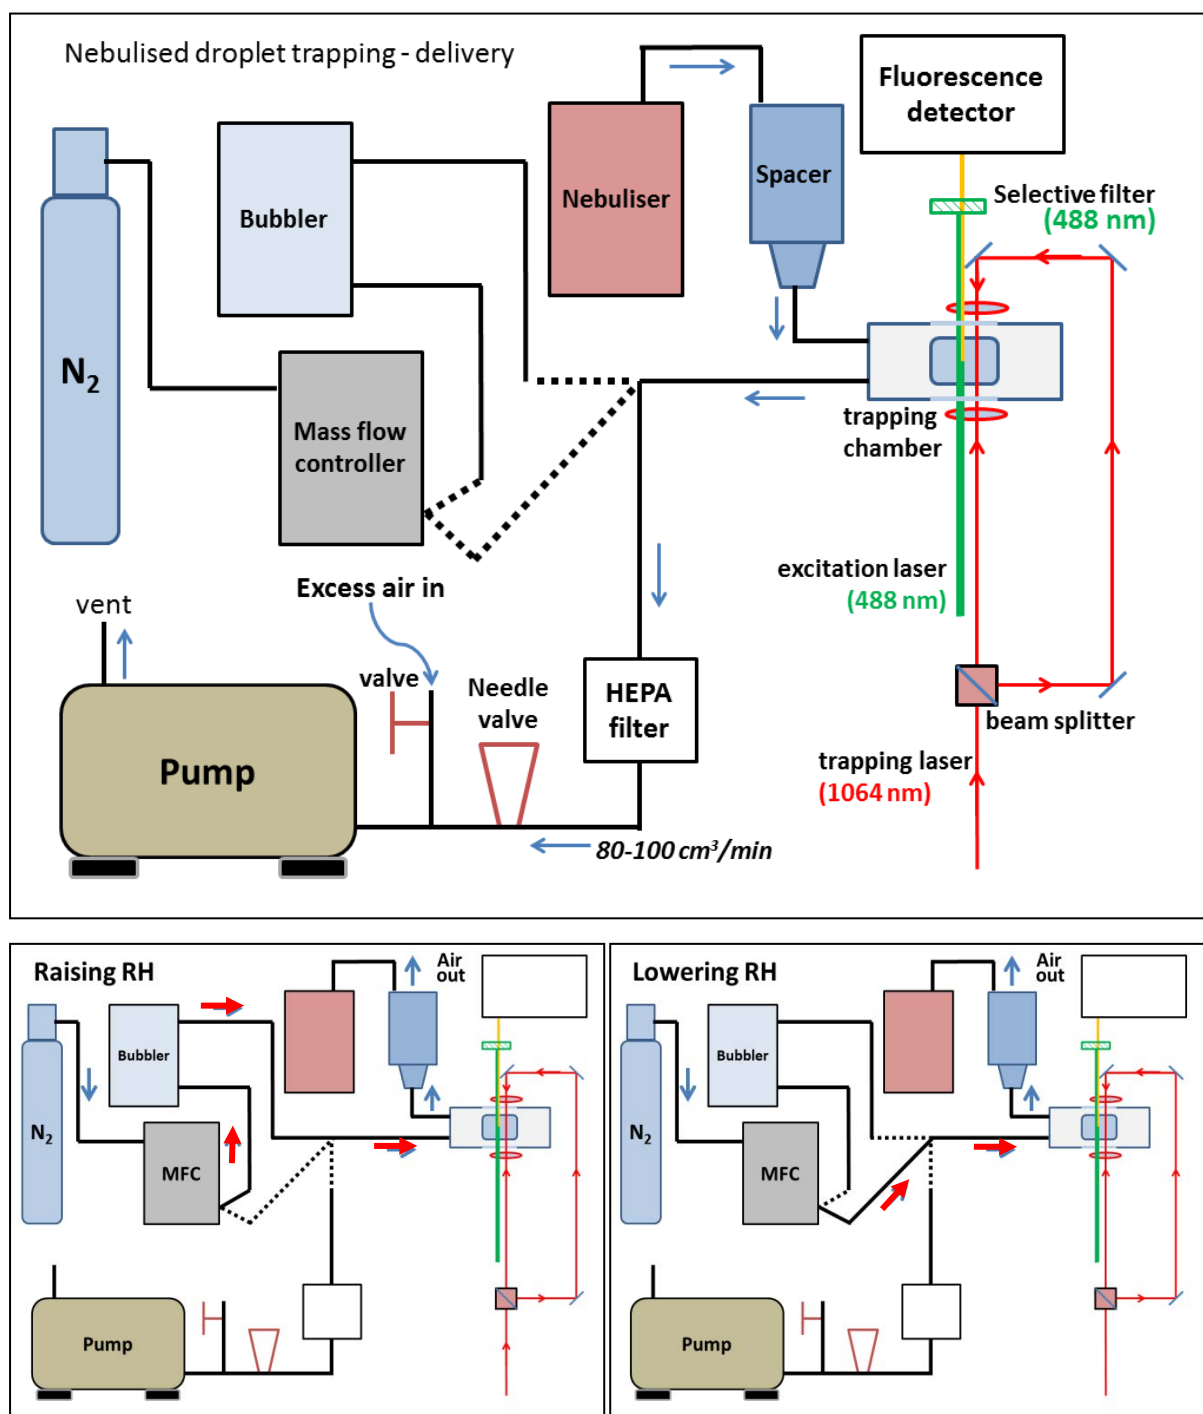 Nebulised droplet trapping - delivery
Fluorescence
detector
Bubbler
Nebuliser
Spacer
Selective filter
(488 nm)
N₂
Mass flow
controller
trapping
chamber
excitation laser
(488 nm)
Excess air in
vent
valve
Needle
valve
HEPA
filter
beam splitter
Pump
trapping laser
(1064 nm)
80-100 cm³/min
Raising RH
Air
out
Bubbler
N₂
MFC
Pump
Lowering RH
Air
out
Bubbler
N₂
MFC
Pump